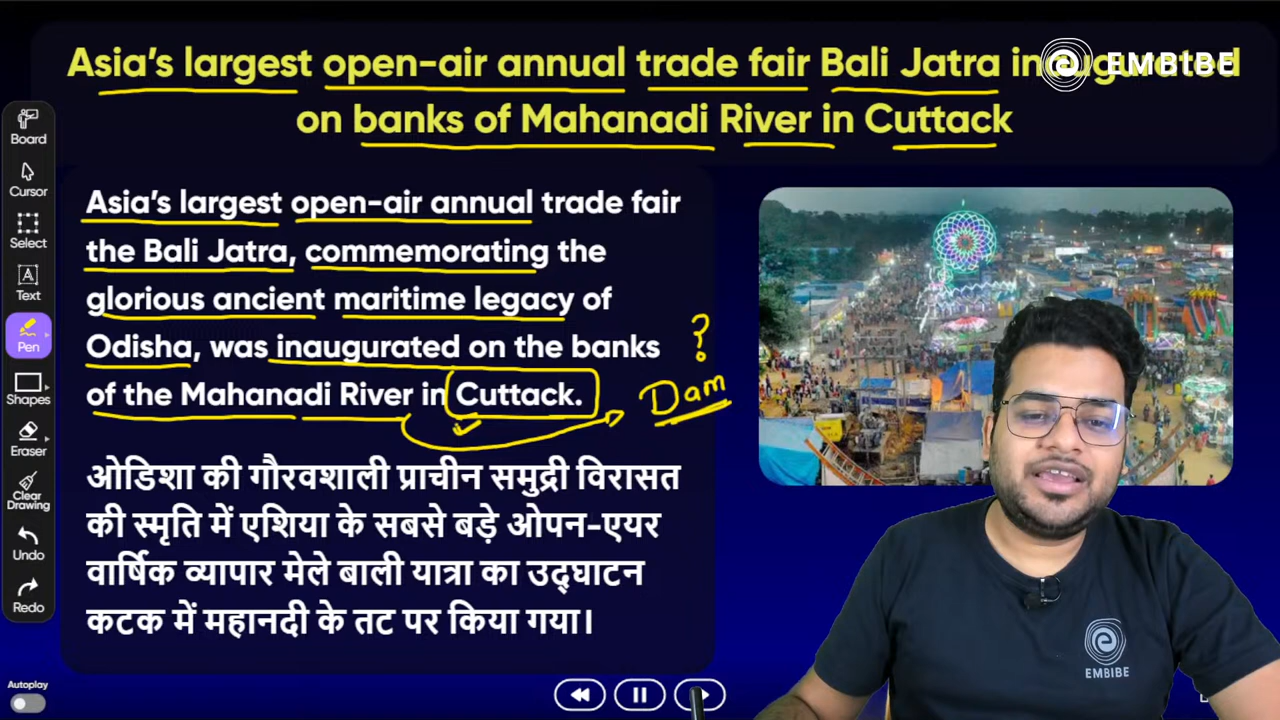 Asia's largest open-air annual trade fair Bali Jatra inaugurated
EMBIBE
on banks of Mahanadi River in Cuttack
Board
Cursor
Select
Text
Pen
Shapes
Eraser
Clear
Drawing
Undo
Redo
Autoplay
Asia's largest open-air annual trade fair
the Bali Jatra, commemorating the
glorious ancient maritime legacy of
Odisha, was inaugurated on the banks
of the Mahanadi River in Cuttack.
?
Dam
ओडिशा की गौरवशाली प्राचीन समुद्री विरासत
की स्मृति में एशिया के सबसे बड़े ओपन-एयर
वार्षिक व्यापार मेले बाली यात्रा का उद्घाटन
कटक में महानदी के तट पर किया गया।
EMBIBE